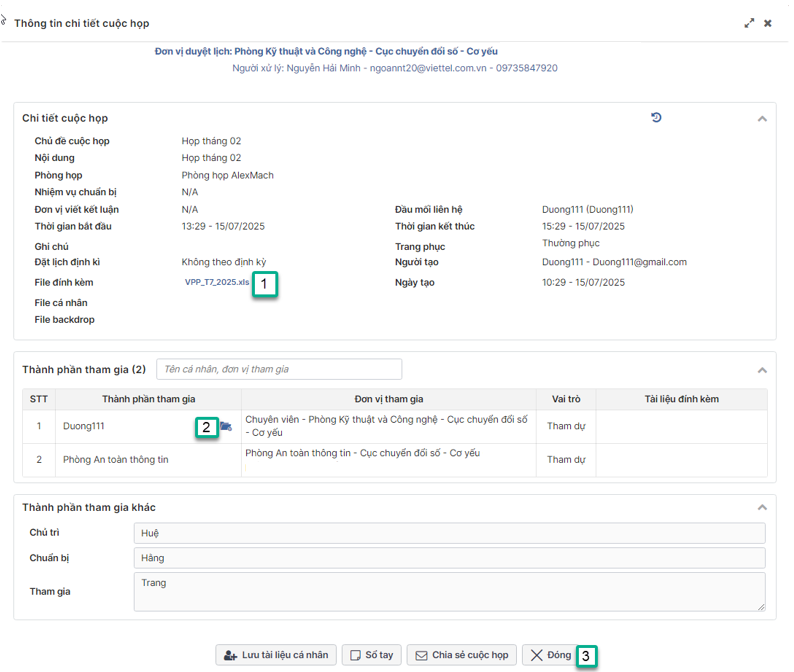 Thông tin chi tiết cuộc họp
Đơn vị duyệt lịch: Phòng Kỹ thuật và Công nghệ - Cục chuyển đổi số - Cơ yếu
Người xử lý: Nguyễn Hải Minh - ngoannt20@viettel.com.vn - 09735847920
Chi tiết cuộc họp
Chủ đề cuộc họp Họp tháng 02
Nội dung Họp tháng 02
Phòng họp Phòng họp AlexMach
Nhiệm vụ chuẩn bị N/A
Đơn vị viết kết luận N/A Đầu mối liên hệ Duong111 (Duong111)
Thời gian bắt đầu 13:29 - 15/07/2025 Thời gian kết thúc 15:29 - 15/07/2025
Ghi chú Trang phục Thường phục
Đặt lịch định kì Không theo định kỳ Người tạo Duong111 - Duong111@gmail.com
File đính kèm VPP_T7_2025.xls 1 Ngày tạo 10:29 - 15/07/2025
File cá nhân
File backdrop
Thành phần tham gia (2) Tên cá nhân, đơn vị tham gia
STT Thành phần tham gia Đơn vị tham gia Vai trò Tài liệu đính kèm
1 Duong111 2 Chuyên viên - Phòng Kỹ thuật và Công nghệ - Cục chuyển đổi số - Cơ yếu Tham dự
2 Phòng An toàn thông tin Phòng An toàn thông tin - Cục chuyển đổi số - Cơ yếu Tham dự
Thành phần tham gia khác
Chủ trì Huệ
Chuẩn bị Hằng
Tham gia Trang
Lưu tài liệu cá nhân Sổ tay Chia sẻ cuộc họp Đóng 3